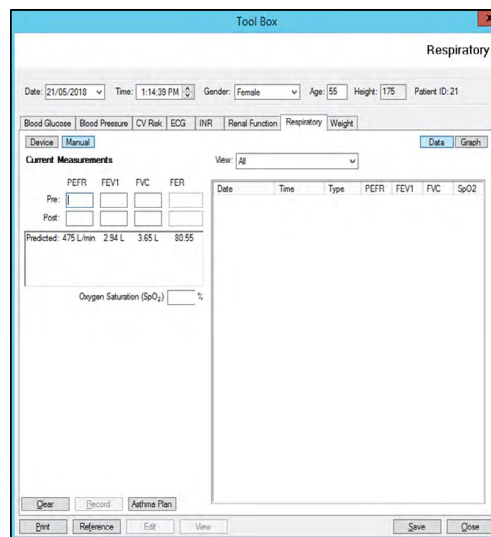 Tool Box
x
Respiratory
Date: 21/05/2018 Time: 1:14:39 PM Gender: Female Age: 55 Height: 175 Patient ID: 21
Blood Glucose Blood Pressure CV Risk ECG INR Renal Function Respiratory Weight
Device Manual Data Graph
Current Measurements View: All
PEFR FEV1 FVC FER Date Time Type PEFR FEV1 FVC SpO2
Pre:
Post:
Predicted: 475 L/min 2.94 L 3.65 L 80.55
Oxygen Saturation (SpO₂) %
Clear Record Asthma Plan
Print Reference Edit View Save Close